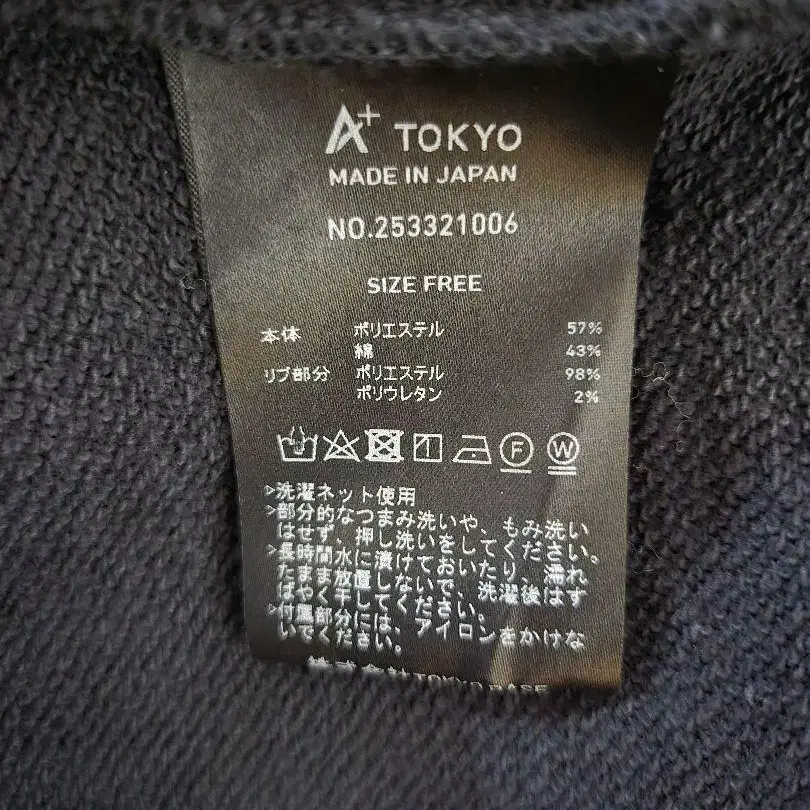 A+ TOKYO
MADE IN JAPAN
NO.253321006
SIZE FREE
本体 ポリエステル 57%
綿 43%
リブ部分 ポリエステル 98%
ポリウレタン 2%
F W
>洗濯ネット使用
>部分的なつまみ洗いや、もみ洗い
はせず、押し洗いをしてください。
>長時間水に漬けておいたり、濡れ
たまま放置しないで、洗濯後はす
ばやく干してください。
>付属部分には、アイロンをかけな
いでください。
株式会社 TOKYO BASE